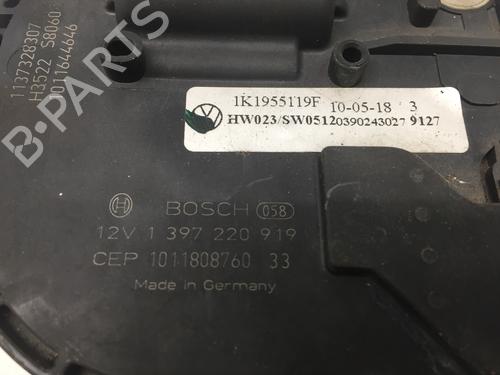 1137328307
H3522 S8060
0011644646
1K1955119F 10-05-18 3
HW023/SW0512 0390243027 9127
BOSCH 058
12V 1 397 220 919
CEP 1011808760 33
Made in Germany
B-PARTS